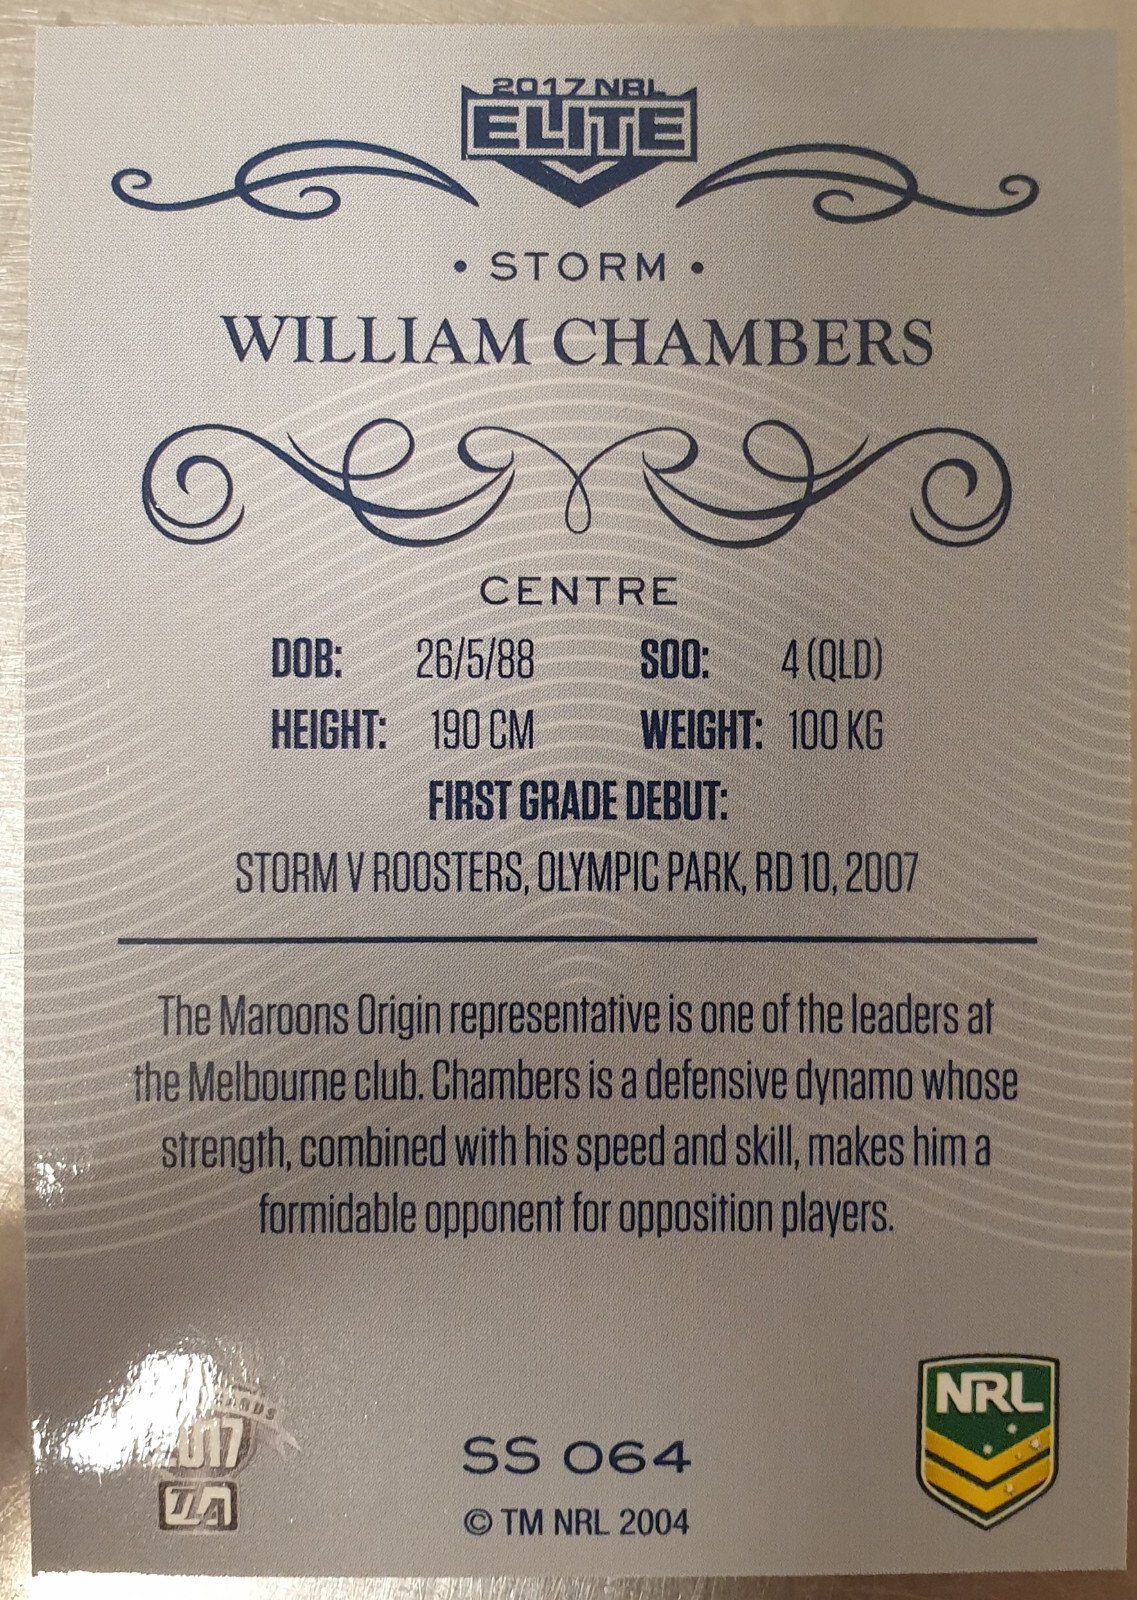 2017 NRL
ELITE
• STORM •
WILLIAM CHAMBERS
CENTRE
DOB: 26/5/88 SOO: 4 (QLD)
HEIGHT: 190 CM WEIGHT: 100 KG
FIRST GRADE DEBUT:
STORM V ROOSTERS, OLYMPIC PARK, RD 10, 2007
The Maroons Origin representative is one of the leaders at
the Melbourne club. Chambers is a defensive dynamo whose
strength, combined with his speed and skill, makes him a
formidable opponent for opposition players.
2017
TLA
SS 064
© TM NRL 2004
NRL